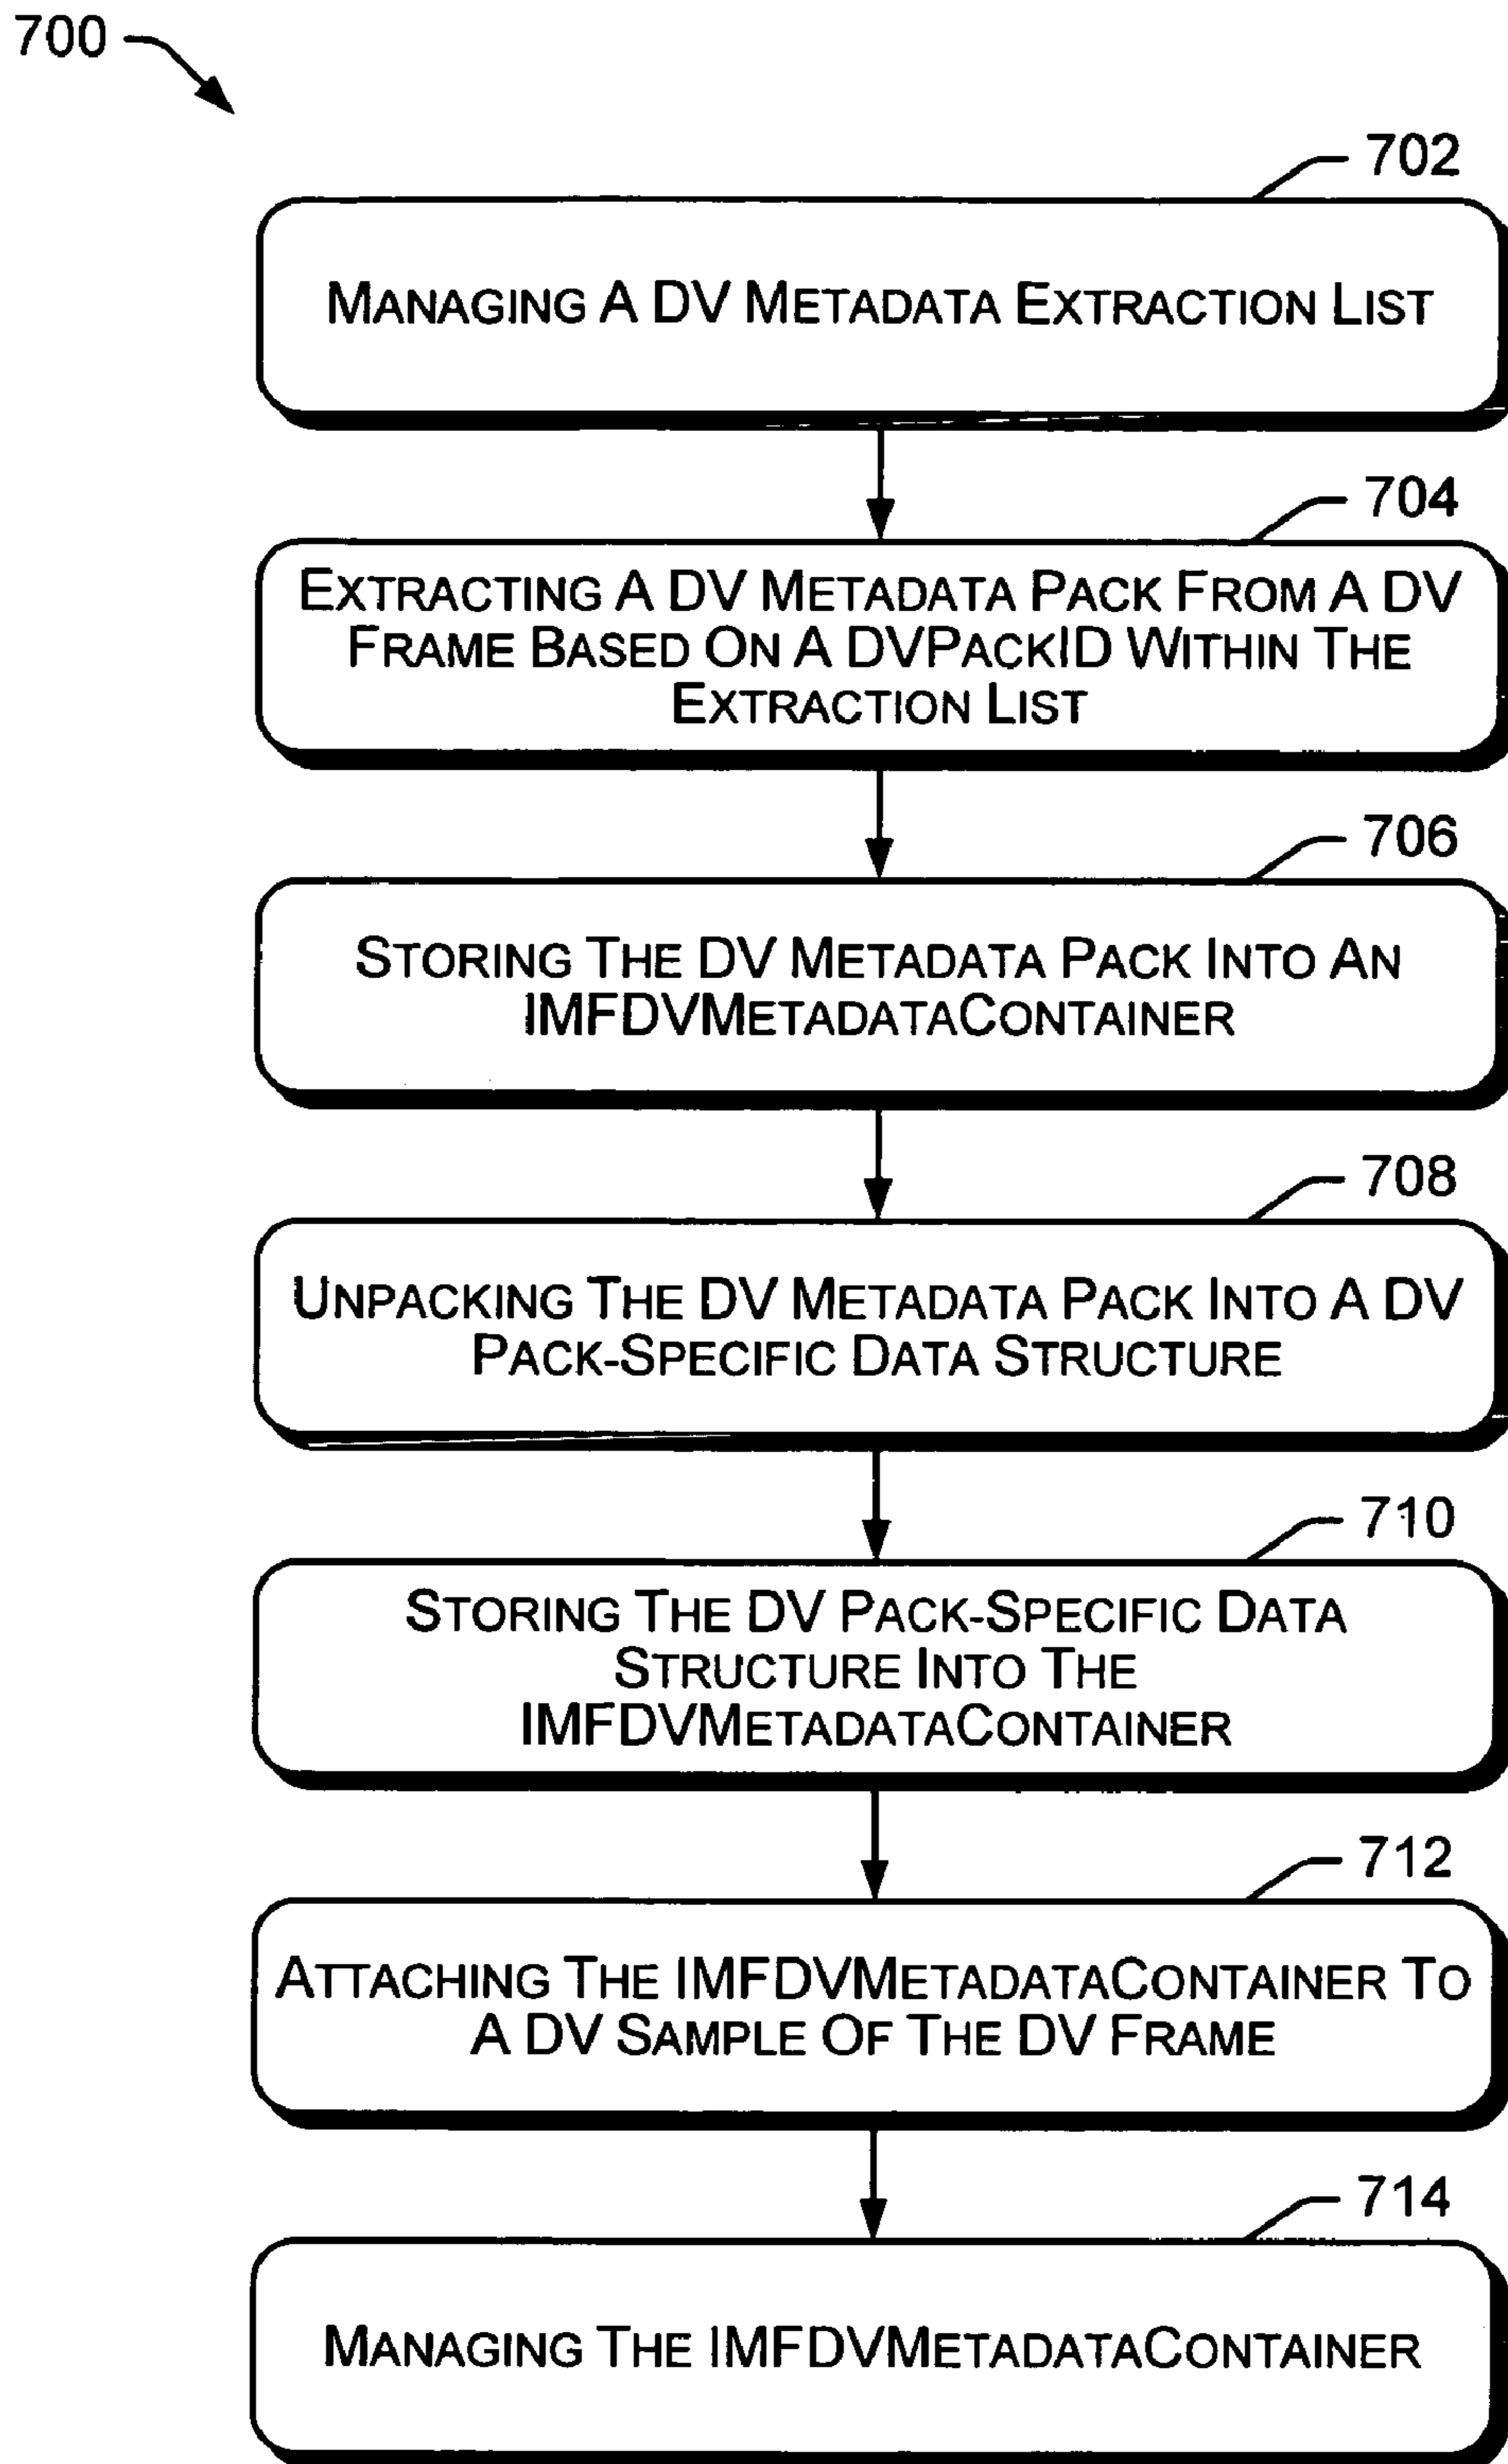 700
702
MANAGING A DV METADATA EXTRACTION LIST
704
EXTRACTING A DV METADATA PACK FROM A DV
FRAME BASED ON A DVPACKID WITHIN THE
EXTRACTION LIST
706
STORING THE DV METADATA PACK INTO AN
IMFDVMETADATACONTAINER
708
UNPACKING THE DV METADATA PACK INTO A DV
PACK-SPECIFIC DATA STRUCTURE
710
STORING THE DV PACK-SPECIFIC DATA
STRUCTURE INTO THE
IMFDVMETADATACONTAINER
712
ATTACHING THE IMFDVMETADATACONTAINER TO
A DV SAMPLE OF THE DV FRAME
714
MANAGING THE IMFDVMETADATACONTAINER